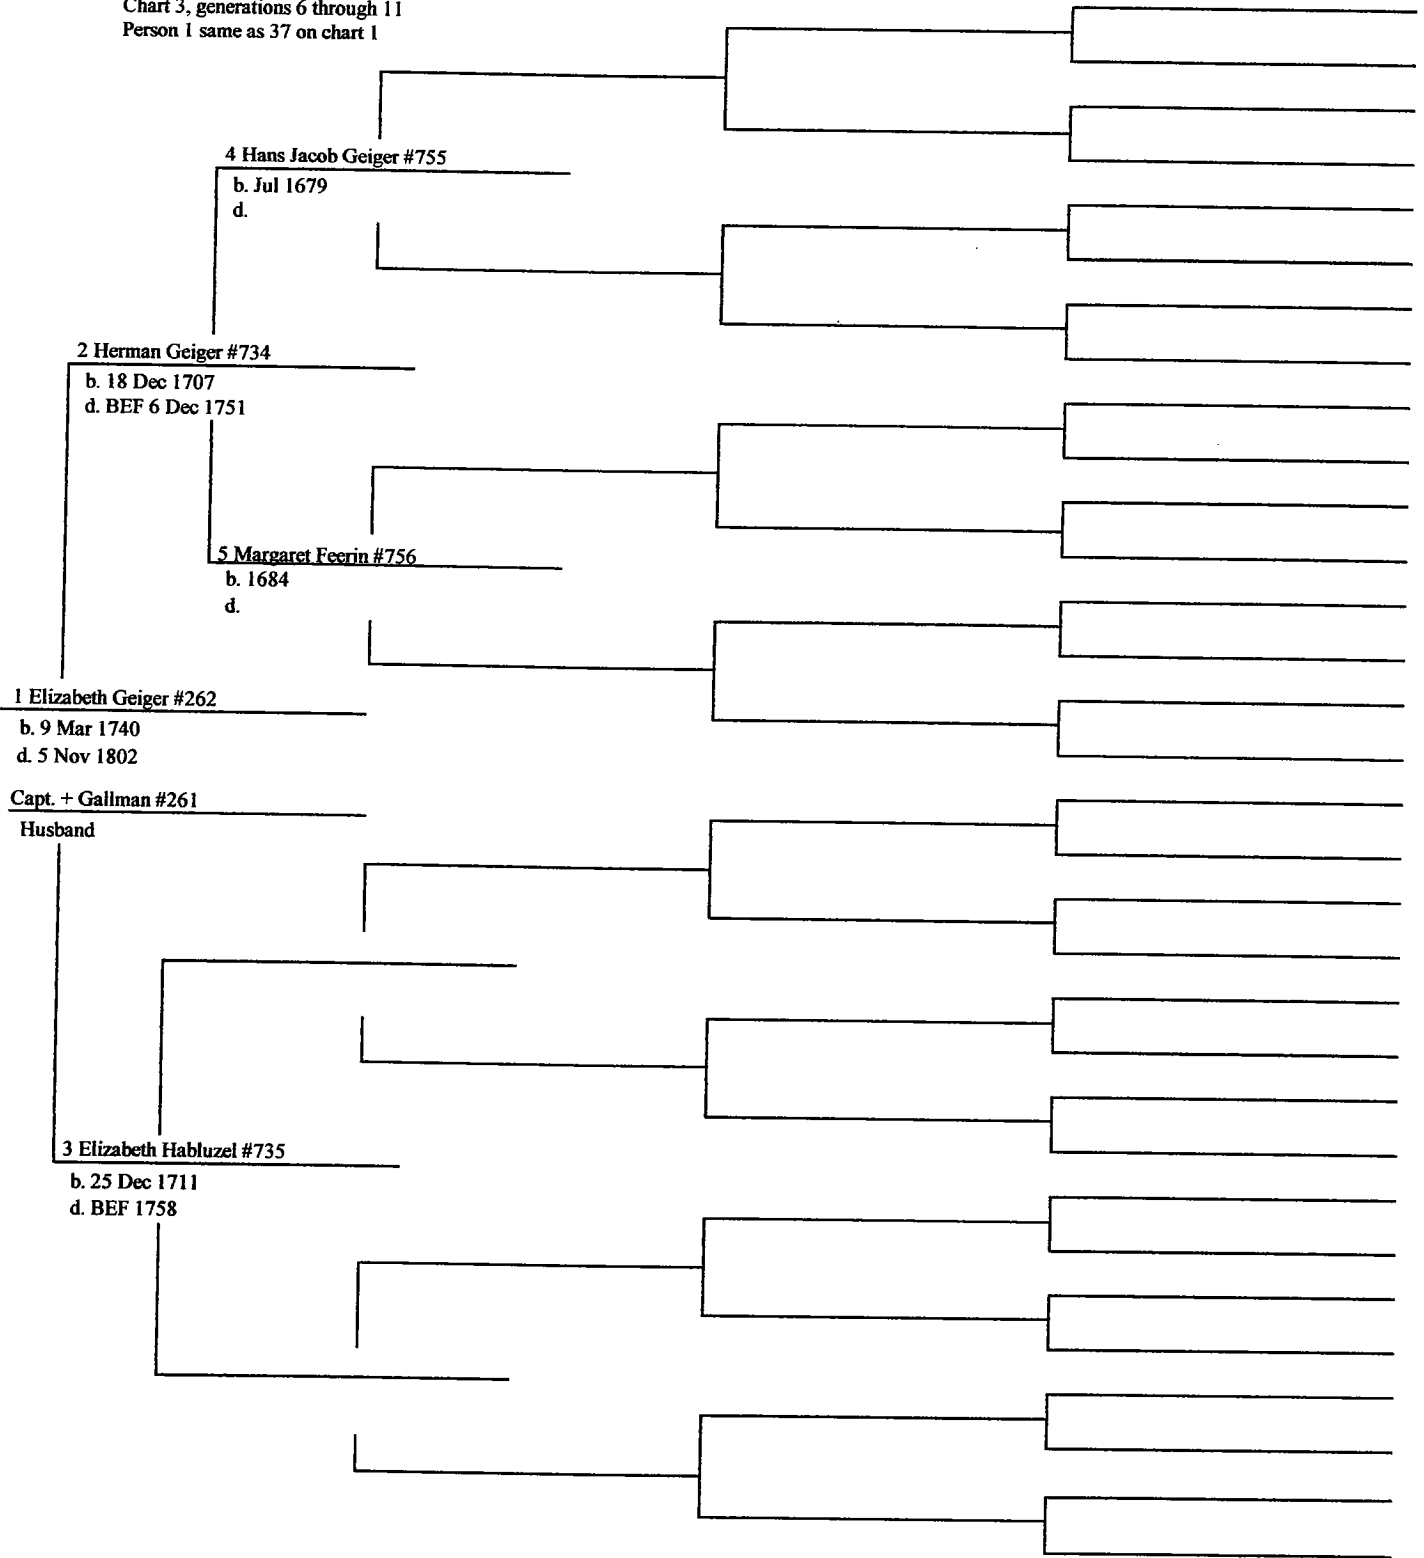 Chart 3, generations 6 through 11
Person 1 same as 37 on chart 1
4 Hans Jacob Geiger #755
b. Jul 1679
d.
2 Herman Geiger #734
b. 18 Dec 1707
d. BEF 6 Dec 1751
5 Margaret Feerin #756
b. 1684
d.
1 Elizabeth Geiger #262
b. 9 Mar 1740
d. 5 Nov 1802
Capt. + Gallman #261
Husband
3 Elizabeth Habluzel #735
b. 25 Dec 1711
d. BEF 1758